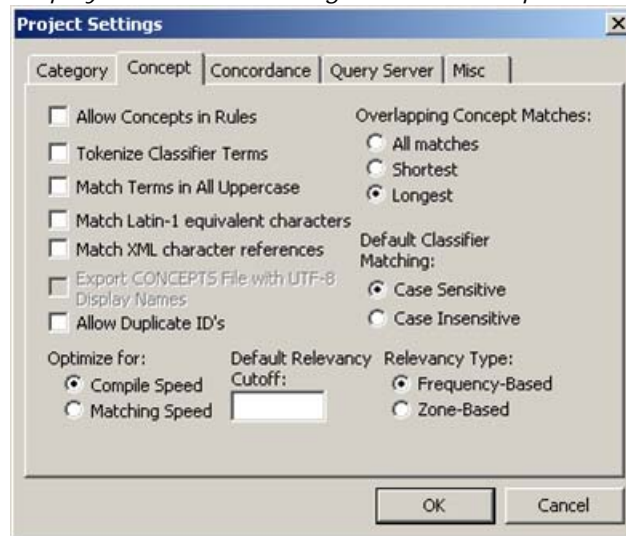 Project Settings
Category Concept Concordance Query Server Misc
Allow Concepts in Rules
Tokenize Classifier Terms
Match Terms in All Uppercase
Match Latin-1 equivalent characters
Match XML character references
Export CONCEPTS File with UTF-8
Display Names
Allow Duplicate ID's
Overlapping Concept Matches:
All matches
Shortest
Longest
Default Classifier
Matching:
Case Sensitive
Case Insensitive
Optimize for:
Compile Speed
Matching Speed
Default Relevancy
Cutoff:
Relevancy Type:
Frequency-Based
Zone-Based
OK Cancel